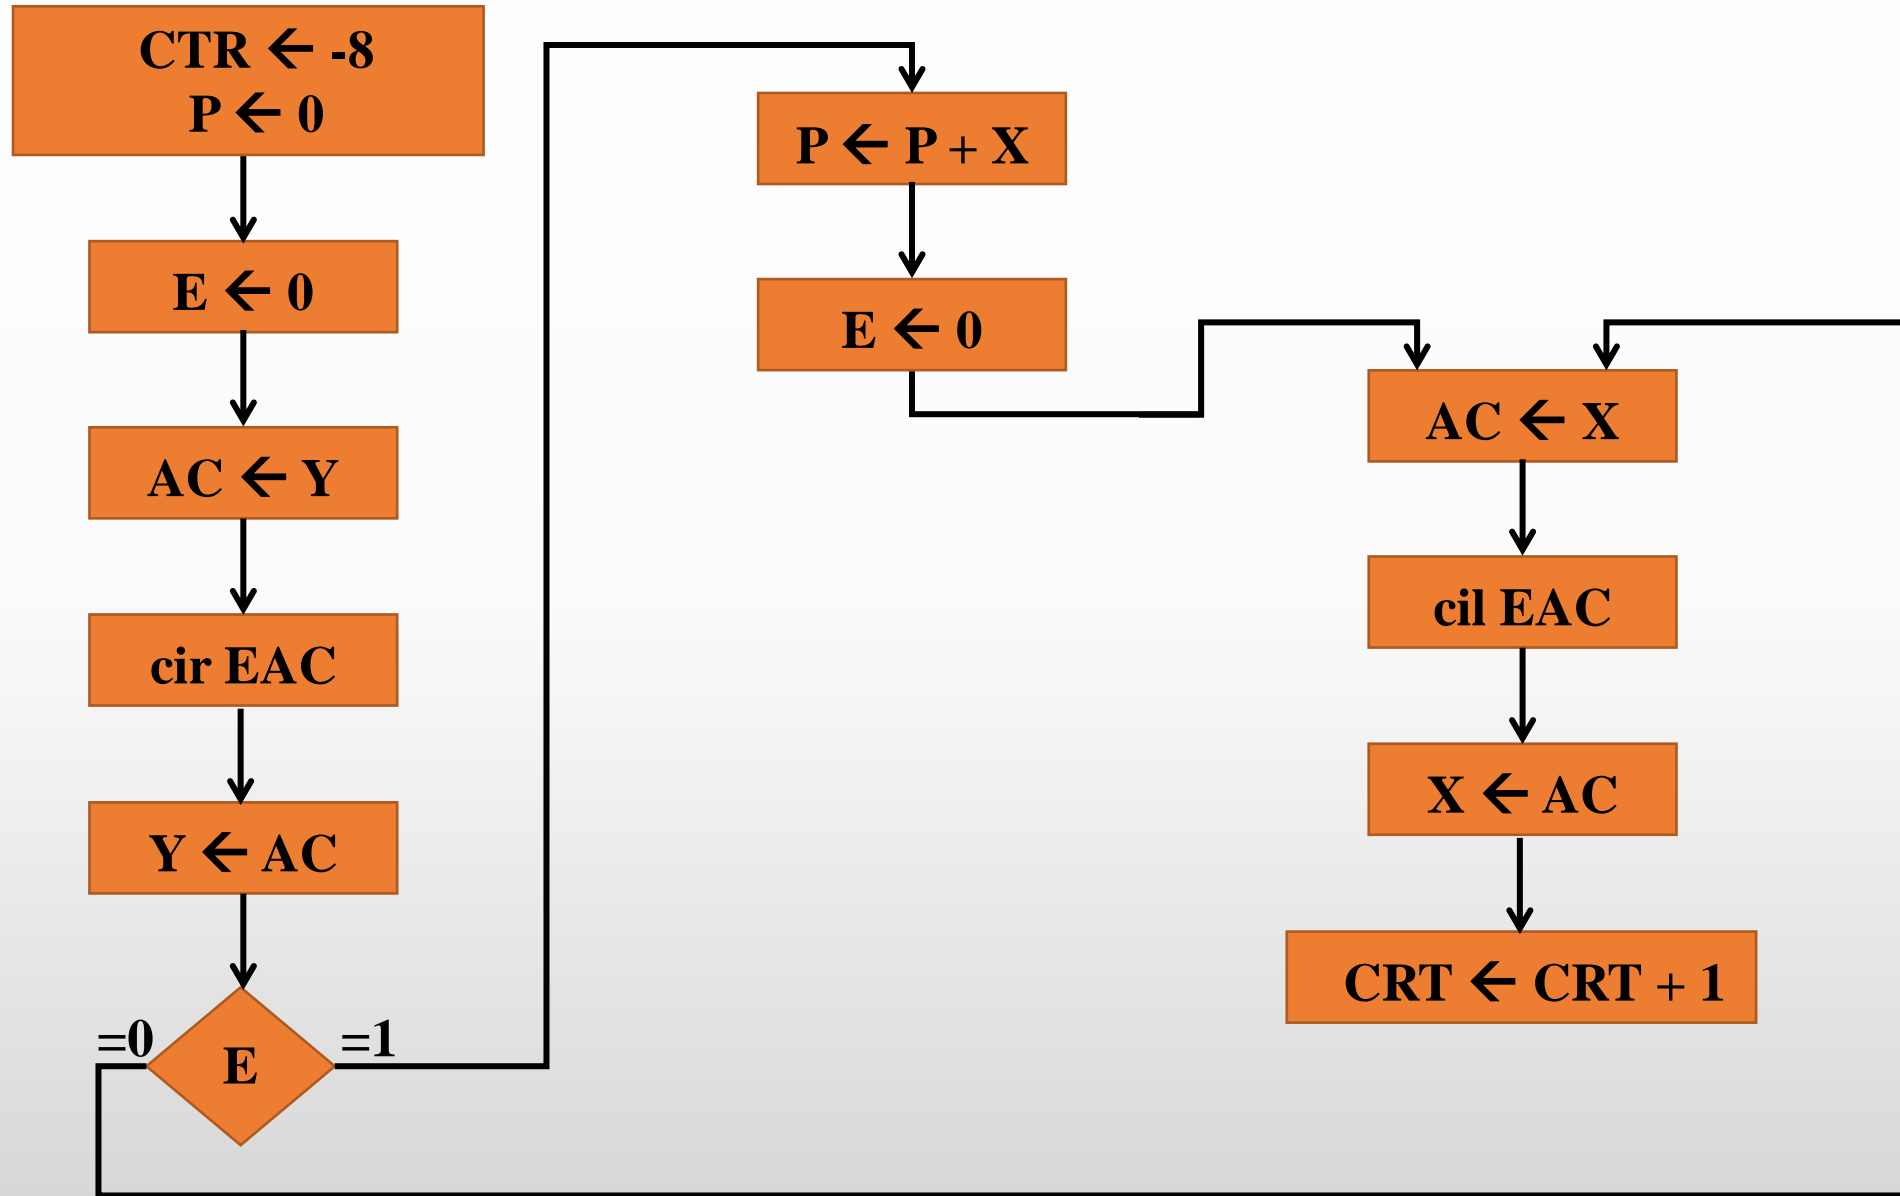 CTR ← -8
P ← 0
E ← 0
AC ← Y
cir EAC
Y ← AC
=0
E
=1
P ← P + X
E ← 0
AC ← X
cil EAC
X ← AC
CRT ← CRT + 1